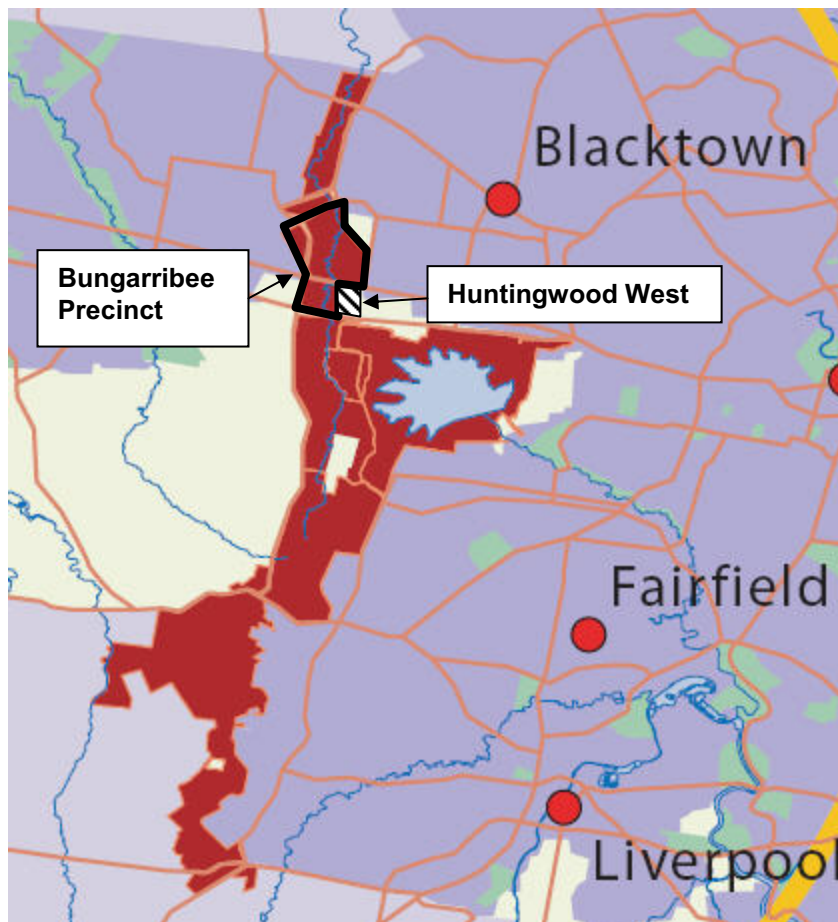 Blacktown
Bungarribee
Precinct
Huntingwood West
Fairfield
Liverpool